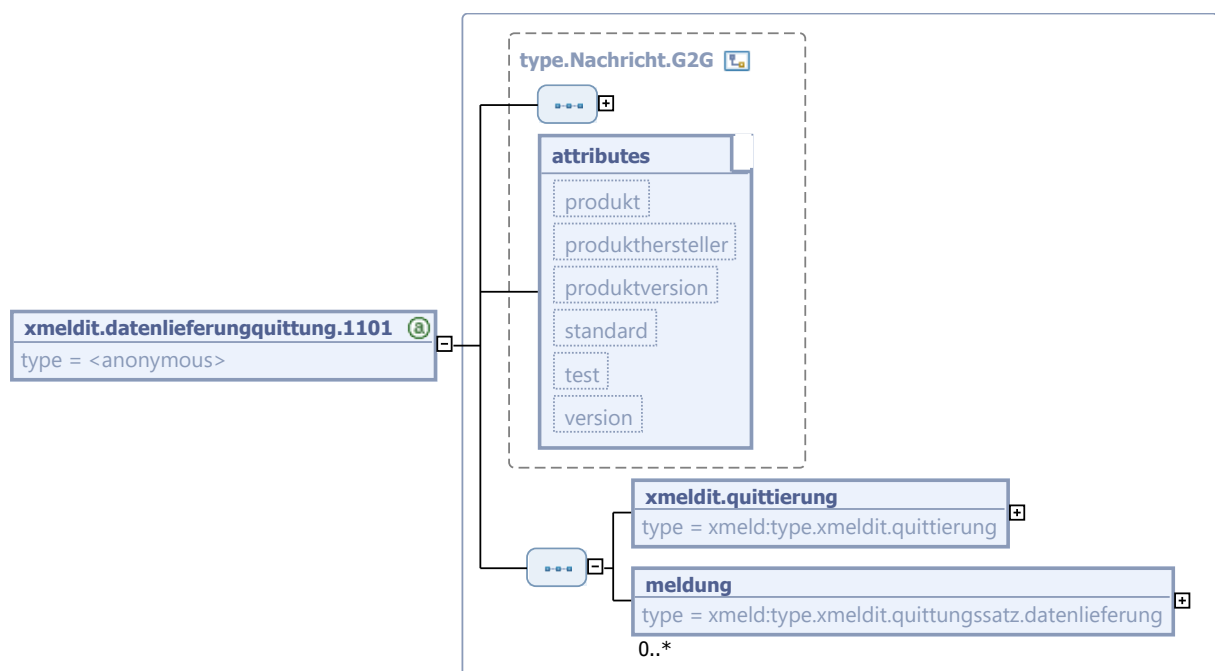 type.Nachricht.G2G
attributes
produkt
produkthersteller
produktversion
standard
test
version
xmeldit.datenlieferungquittung.1101 @
type = <anonymous>
xmeldit.quittierung
type = xmeld:type.xmeldit.quittierung
meldung
type = xmeld:type.xmeldit.quittungssatz.datenlieferung
0..*